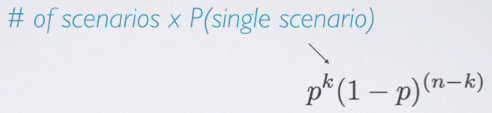 # of scenarios x P(single scenario)
p^k(1 − p)^(n−k)